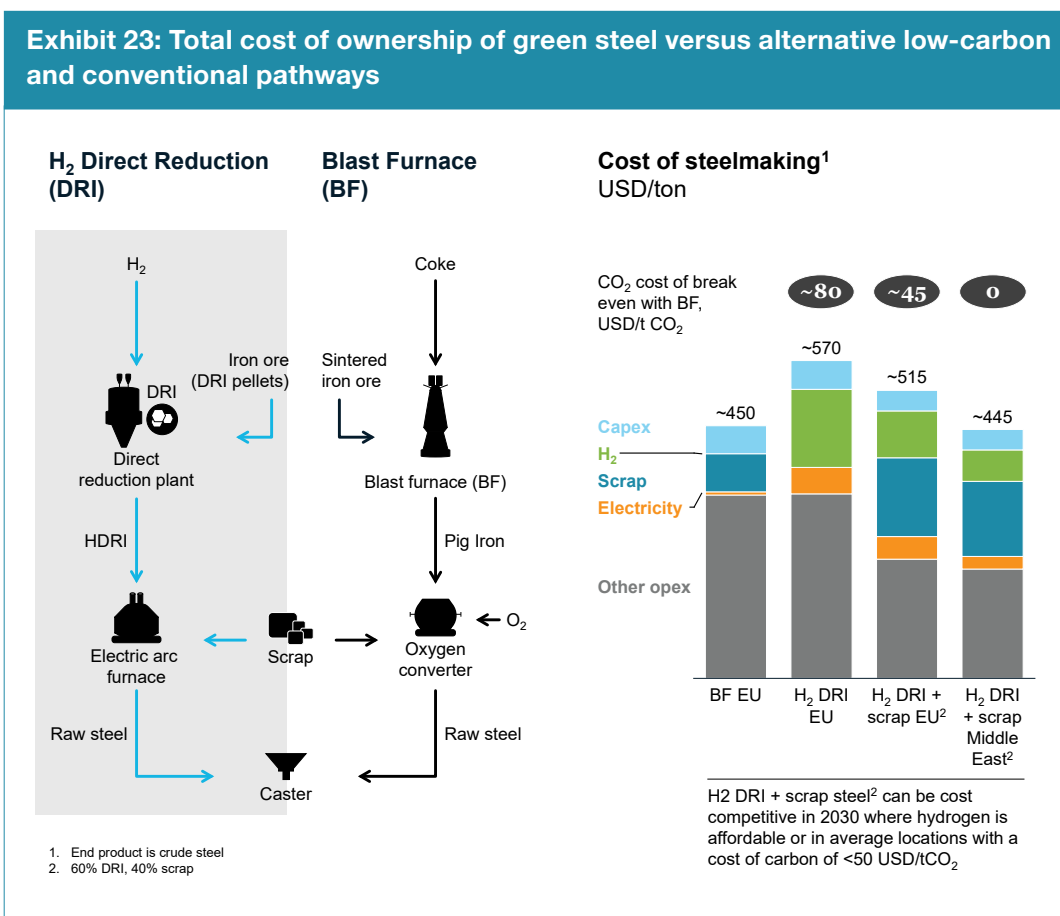 Exhibit 23: Total cost of ownership of green steel versus alternative low-carbon
and conventional pathways
H₂ Direct Reduction
(DRI)
Blast Furnace
(BF)
H₂
Coke
Iron ore
(DRI pellets)
Sintered
iron ore
DRI
Direct
reduction plant
Blast furnace (BF)
HDRI
Pig Iron
O₂
Electric arc
furnace
Scrap
Oxygen
converter
Raw steel
Raw steel
Caster
1. End product is crude steel
2. 60% DRI, 40% scrap
Cost of steelmaking¹
USD/ton
CO₂ cost of break
even with BF,
USD/t CO₂
~80
~45
0
~450
~570
~515
~445
Capex
H₂
Scrap
Electricity
Other opex
BF EU
H₂ DRI
EU
H₂ DRI +
scrap EU²
H₂ DRI
+ scrap
Middle
East²
H2 DRI + scrap steel² can be cost
competitive in 2030 where hydrogen is
affordable or in average locations with a
cost of carbon of <50 USD/tCO₂